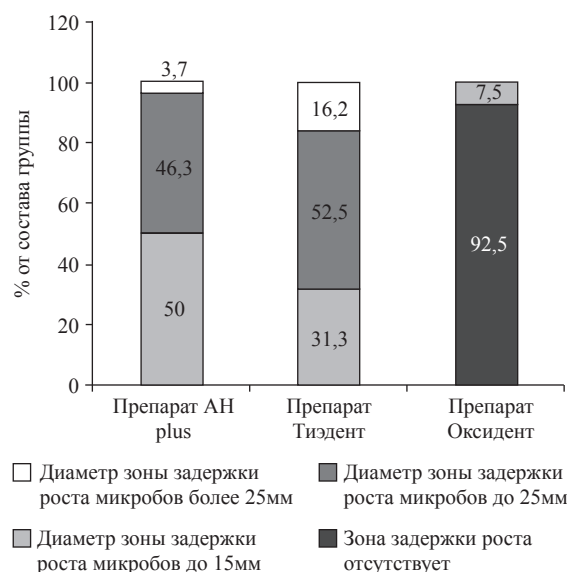 % от состава группы
120
100
80
60
40
20
0
3,7
46,3
50
16,2
52,5
31,3
7,5
92,5
Препарат AH
plus
Препарат
Тиэдент
Препарат
Оксидент
Диаметр зоны задержки
роста микробов более 25мм
Диаметр зоны задержки
роста микробов до 25мм
Диаметр зоны задержки
роста микробов до 15мм
Зона задержки роста
отсутствует